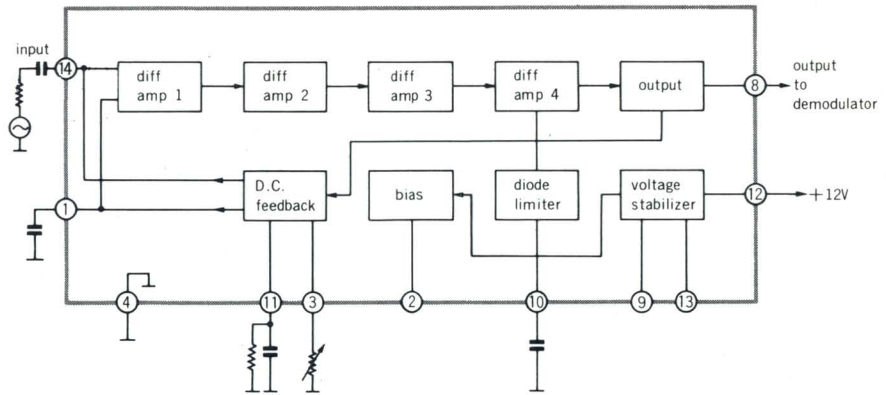 input
14
diff
amp 1
diff
amp 2
diff
amp 3
diff
amp 4
output
8
output
to
demodulator
D.C.
feedback
bias
diode
limiter
voltage
stabilizer
12
+12V
1
4
11
3
2
10
9
13